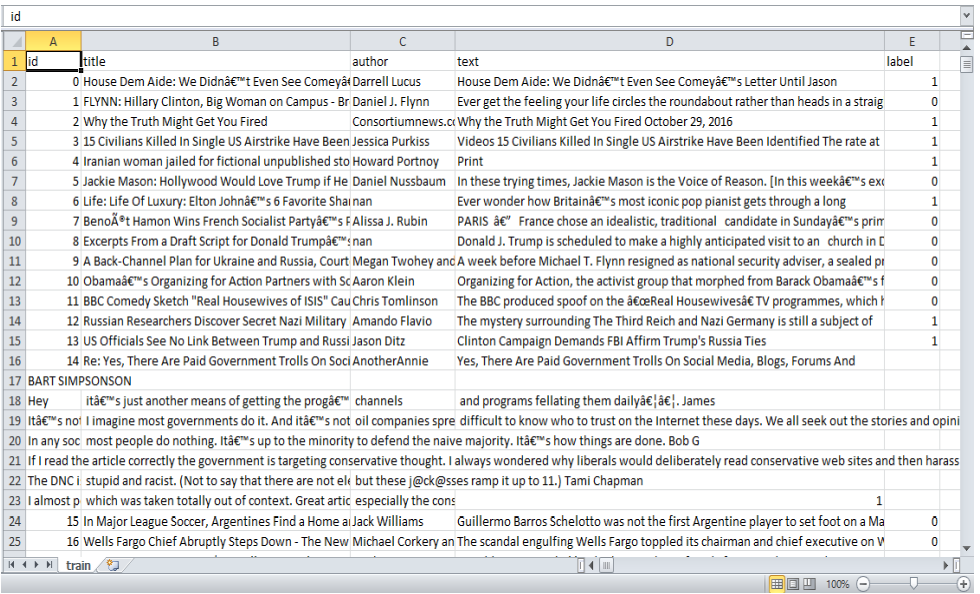 id
A B C D E
1 id title author text label
2 0 House Dem Aide: We Didnâ€™t Even See Comeyâ€ Darrell Lucus House Dem Aide: We Didnâ€™t Even See Comeyâ€™s Letter Until Jason 1
3 1 FLYNN: Hillary Clinton, Big Woman on Campus - Br Daniel J. Flynn Ever get the feeling your life circles the roundabout rather than heads in a straig 0
4 2 Why the Truth Might Get You Fired Consortiumnews.co Why the Truth Might Get You Fired October 29, 2016 1
5 3 15 Civilians Killed In Single US Airstrike Have Been Jessica Purkiss Videos 15 Civilians Killed In Single US Airstrike Have Been Identified The rate at 1
6 4 Iranian woman jailed for fictional unpublished sto Howard Portnoy Print 1
7 5 Jackie Mason: Hollywood Would Love Trump if He Daniel Nussbaum In these trying times, Jackie Mason is the Voice of Reason. [In this weekâ€™s exc 0
8 6 Life: Life Of Luxury: Elton Johnâ€™s 6 Favorite Shar nan Ever wonder how Britainâ€™s most iconic pop pianist gets through a long 1
9 7 BenoÃ®t Hamon Wins French Socialist Partyâ€™s F Alissa J. Rubin PARIS â€” France chose an idealistic, traditional candidate in Sundayâ€™s prim 0
10 8 Excerpts From a Draft Script for Donald Trumpâ€™s nan Donald J. Trump is scheduled to make a highly anticipated visit to an church in D 0
11 9 A Back-Channel Plan for Ukraine and Russia, Court Megan Twohey and A week before Michael T. Flynn resigned as national security adviser, a sealed pr 0
12 10 Obamaâ€™s Organizing for Action Partners with So Aaron Klein Organizing for Action, the activist group that morphed from Barack Obamaâ€™s f 0
13 11 BBC Comedy Sketch "Real Housewives of ISIS" Cau Chris Tomlinson The BBC produced spoof on the â€œReal Housewivesâ€ TV programmes, which h 0
14 12 Russian Researchers Discover Secret Nazi Military Amando Flavio The mystery surrounding The Third Reich and Nazi Germany is still a subject of 1
15 13 US Officials See No Link Between Trump and Russi Jason Ditz Clinton Campaign Demands FBI Affirm Trump's Russia Ties 1
16 14 Re: Yes, There Are Paid Government Trolls On Soci AnotherAnnie Yes, There Are Paid Government Trolls On Social Media, Blogs, Forums And
17 BART SIMPSONSON
18 Hey itâ€™s just another means of getting the progâ€™ channels and programs fellating them dailyâ€¦â€¦. James
19 Itâ€™s not I imagine most governments do it. And itâ€™s not oil companies spre difficult to know who to trust on the Internet these days. We all seek out the stories and opini
20 In any soc most people do nothing. Itâ€™s up to the minority to defend the naive majority. Itâ€™s how things are done. Bob G
21 If I read the article correctly the government is targeting conservative thought. I always wondered why liberals would deliberately read conservative web sites and then harass
22 The DNC i stupid and racist. (Not to say that there are not ele but these j@ck@sses ramp it up to 11.) Tami Chapman
23 I almost p which was taken totally out of context. Great artic especially the cons 1
24 15 In Major League Soccer, Argentines Find a Home a Jack Williams Guillermo Barros Schelotto was not the first Argentine player to set foot on a Ma 0
25 16 Wells Fargo Chief Abruptly Steps Down - The New Michael Corkery an The scandal engulfing Wells Fargo toppled its chairman and chief executive on W 0
train
100%